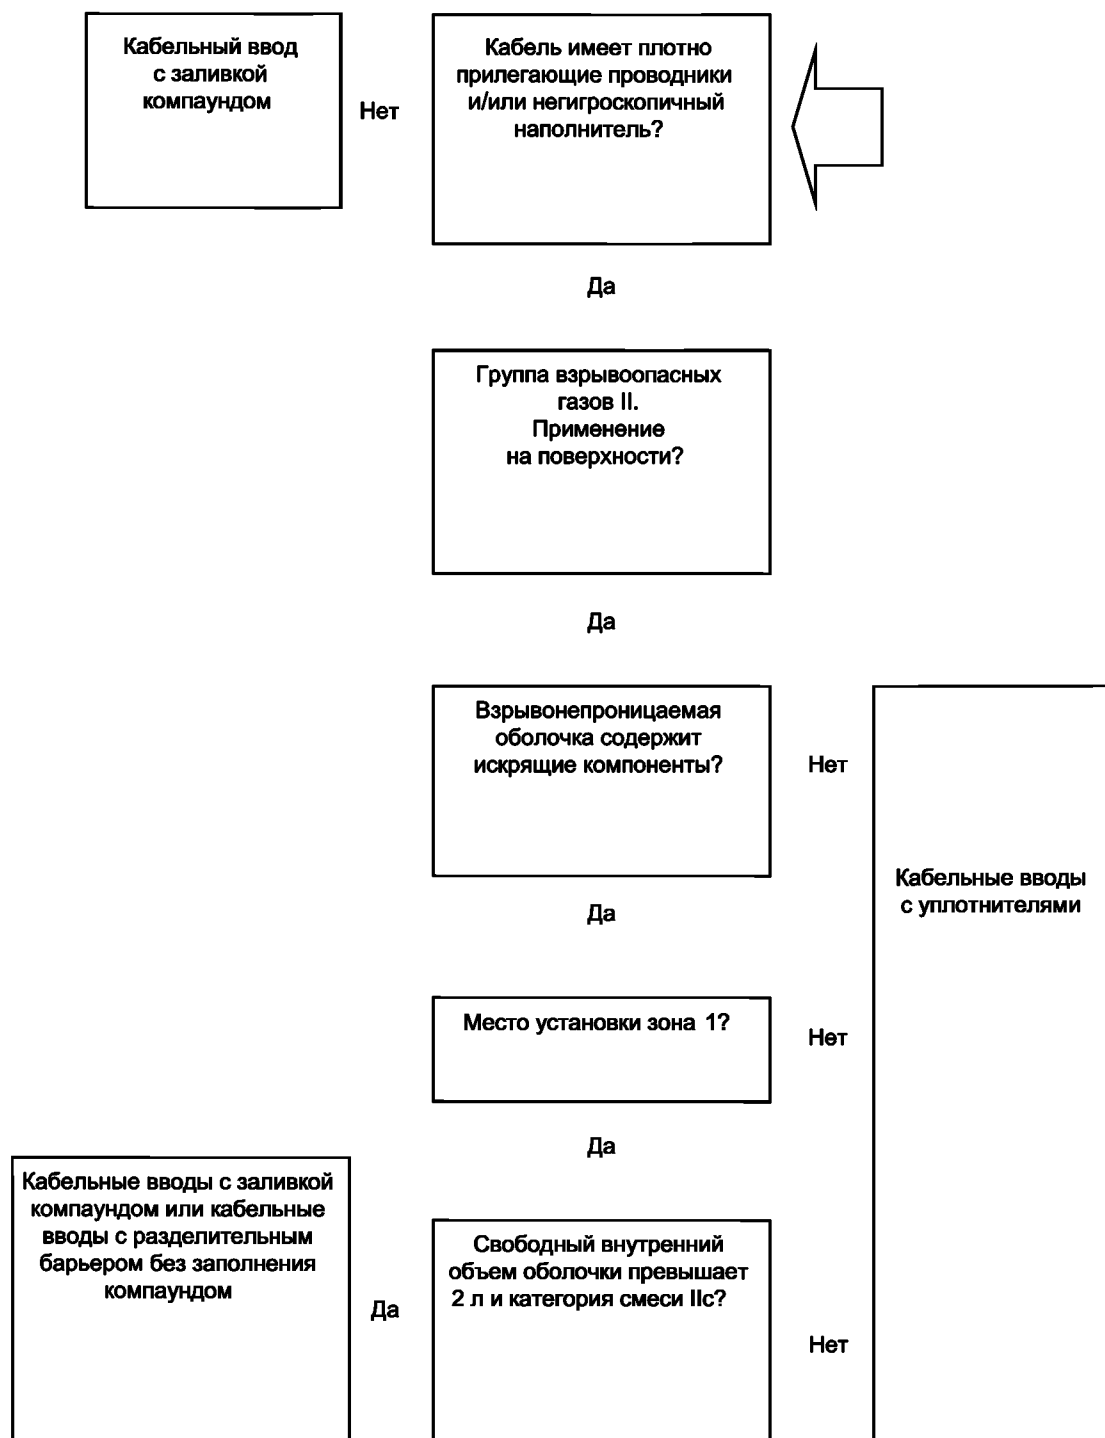 Кабельный ввод
с заливкой
компаундом
Нет
Кабель имеет плотно
прилегающие проводники
и/или негигроскопичный
наполнитель?
Да
Группа взрывоопасных
газов II.
Применение
на поверхности?
Да
Взрывонепроницаемая
оболочка содержит
искрящие компоненты?
Нет
Кабельные вводы
с уплотнителями
Да
Место установки зона 1?
Нет
Да
Кабельные вводы с заливкой
компаундом или кабельные
вводы с разделительным
барьером без заполнения
компаундом
Да
Свободный внутренний
объем оболочки превышает
2 л и категория смеси IIc?
Нет